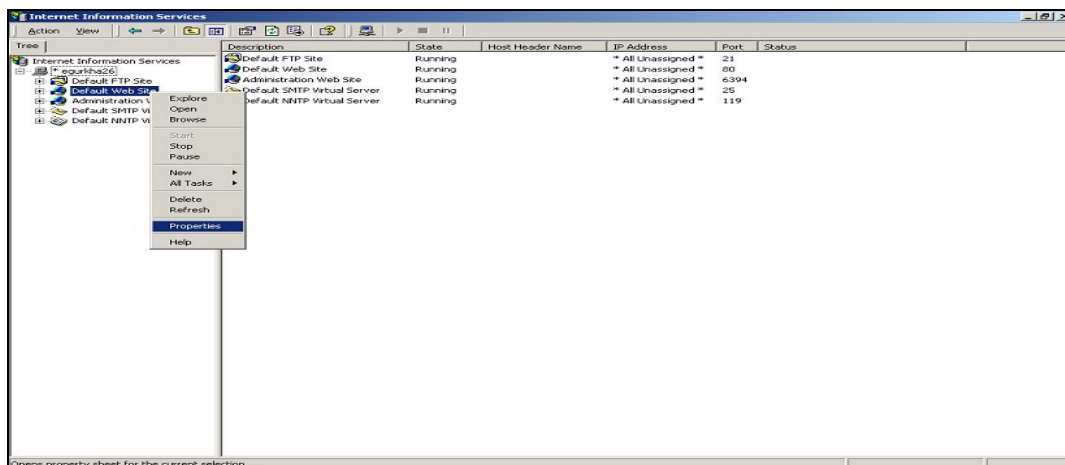 Internet Information Services
Action View
Tree
Description State Host Header Name IP Address Port Status
Internet Information Services
* egurkha26
Default FTP Site
Default Web Site
Administration V
Default SMTP Vi
Default NNTP Vi
Default FTP Site Running * All Unassigned * 21
Default Web Site Running * All Unassigned * 80
Administration Web Site Running * All Unassigned * 6394
Default SMTP Virtual Server Running * All Unassigned * 25
Default NNTP Virtual Server Running * All Unassigned * 119
Explore
Open
Browse
Start
Stop
Pause
New
All Tasks
Delete
Refresh
Properties
Help
Opens property sheet for the current selection